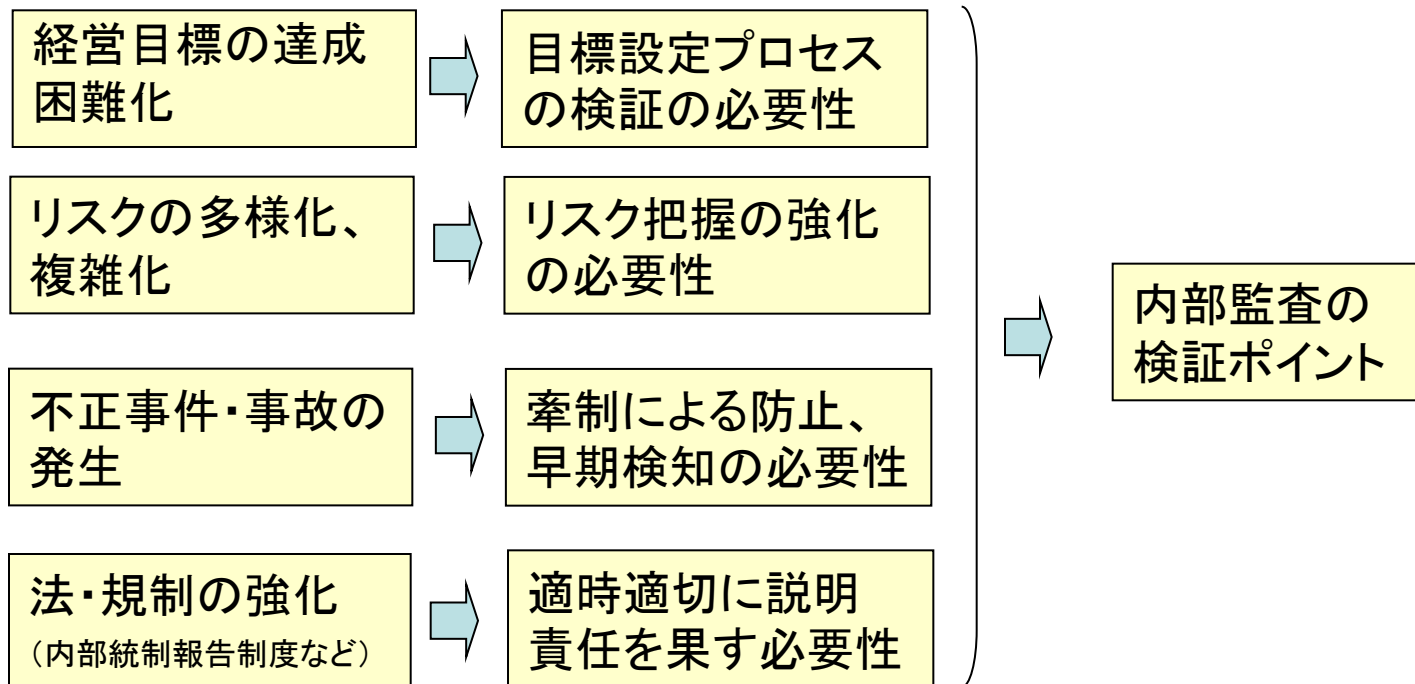 経営目標の達成
困難化
目標設定プロセス
の検証の必要性
リスクの多様化、
複雑化
リスク把握の強化
の必要性
不正事件・事故の
発生
牽制による防止、
早期検知の必要性
法・規制の強化
（内部統制報告制度など）
適時適切に説明
責任を果す必要性
内部監査の
検証ポイント